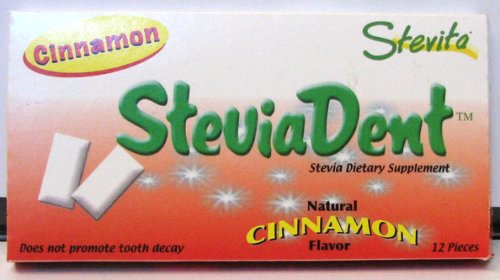 Cinnamon
Stevita
SteviaDent™
Stevia Dietary Supplement
Natural
CINNAMON
Flavor
Does not promote tooth decay
12 Pieces